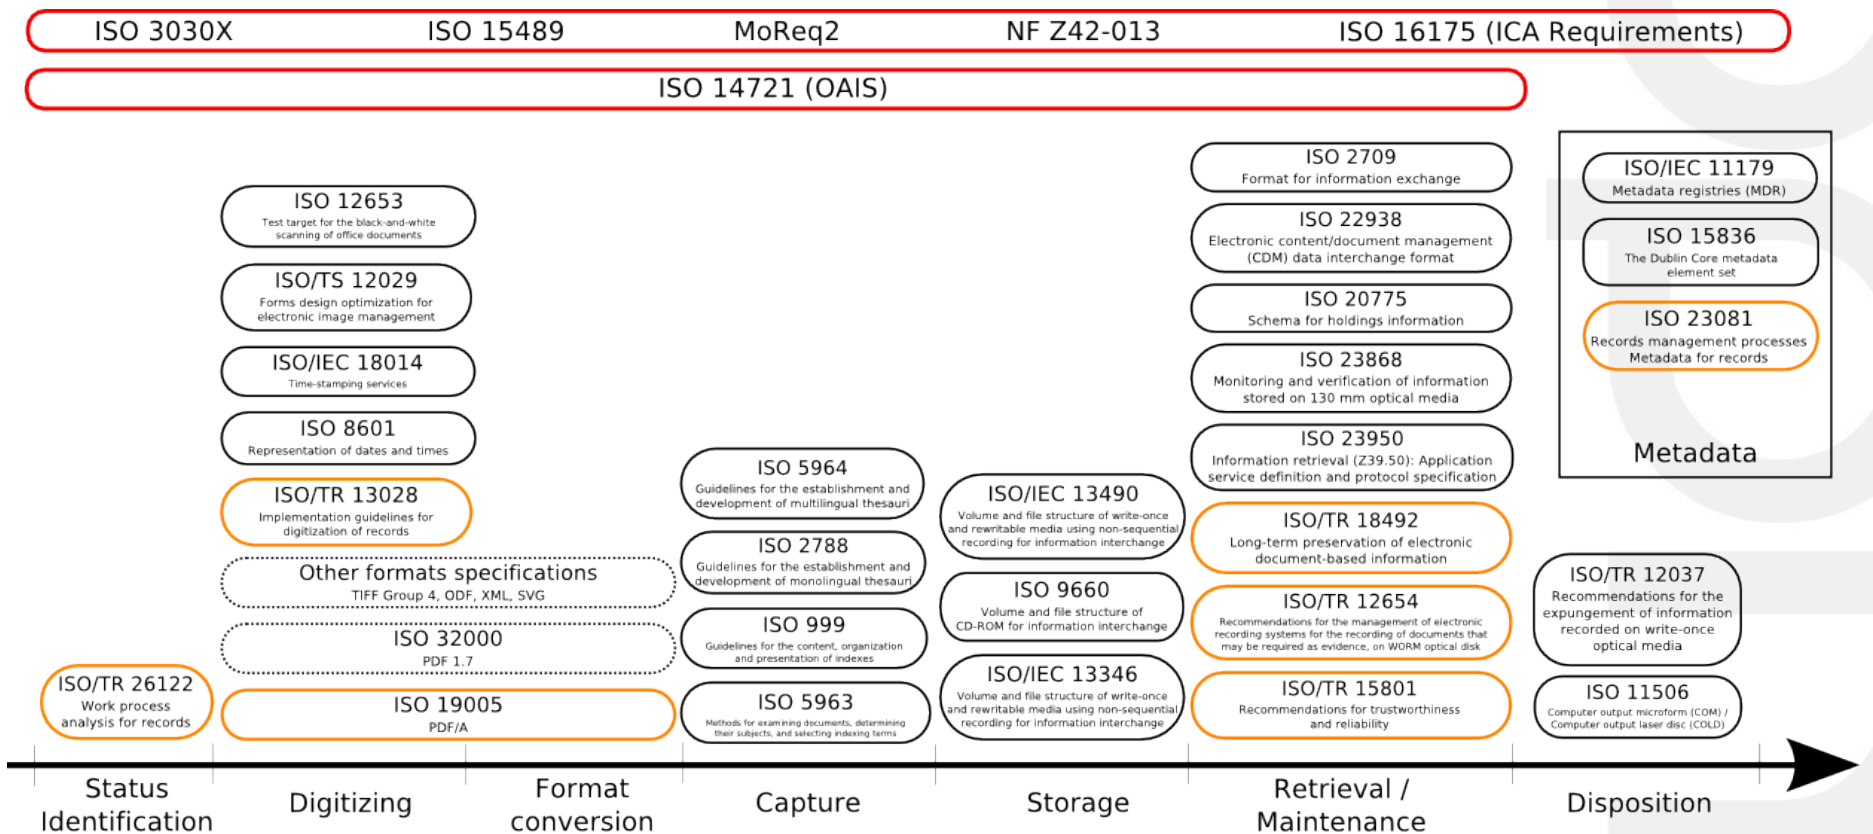 ISO 3030X
ISO 15489
MoReq2
NF Z42-013
ISO 16175 (ICA Requirements)
ISO 14721 (OAIS)
ISO/TR 26122
Work process
analysis for records
ISO 12653
Test target for the black-and-white
scanning of office documents
ISO/TS 12029
Forms design optimization for
electronic image management
ISO/IEC 18014
Time-stamping services
ISO 8601
Representation of dates and times
ISO/TR 13028
Implementation guidelines for
digitization of records
Other formats specifications
TIFF Group 4, ODF, XML, SVG
ISO 32000
PDF 1.7
ISO 19005
PDF/A
ISO 5964
Guidelines for the establishment and
development of multilingual thesauri
ISO 2788
Guidelines for the establishment and
development of monolingual thesauri
ISO 999
Guidelines for the content, organization
and presentation of indexes
ISO 5963
Methods for examining documents, determining
their subjects, and selecting indexing terms
ISO/IEC 13490
Volume and file structure of write-once
and rewritable media using non-sequential
recording for information interchange
ISO 9660
Volume and file structure of
CD-ROM for information interchange
ISO/IEC 13346
Volume and file structure of write-once
and rewritable media using non-sequential
recording for information interchange
ISO 2709
Format for information exchange
ISO 22938
Electronic content/document management
(CDM) data interchange format
ISO 20775
Schema for holdings information
ISO 23868
Monitoring and verification of information
stored on 130 mm optical media
ISO 23950
Information retrieval (Z39.50): Application
service definition and protocol specification
ISO/TR 18492
Long-term preservation of electronic
document-based information
ISO/TR 12654
Recommendations for the management of electronic
recording systems for the recording of documents that
may be required as evidence, on WORM optical disk
ISO/TR 15801
Recommendations for trustworthiness
and reliability
ISO/IEC 11179
Metadata registries (MDR)
ISO 15836
The Dublin Core metadata
element set
ISO 23081
Records management processes
Metadata for records
Metadata
ISO/TR 12037
Recommendations for the
expungement of information
recorded on write-once
optical media
ISO 11506
Computer output microform (COM) /
Computer output laser disc (COLD)
Status
Identification
Digitizing
Format
conversion
Capture
Storage
Retrieval /
Maintenance
Disposition